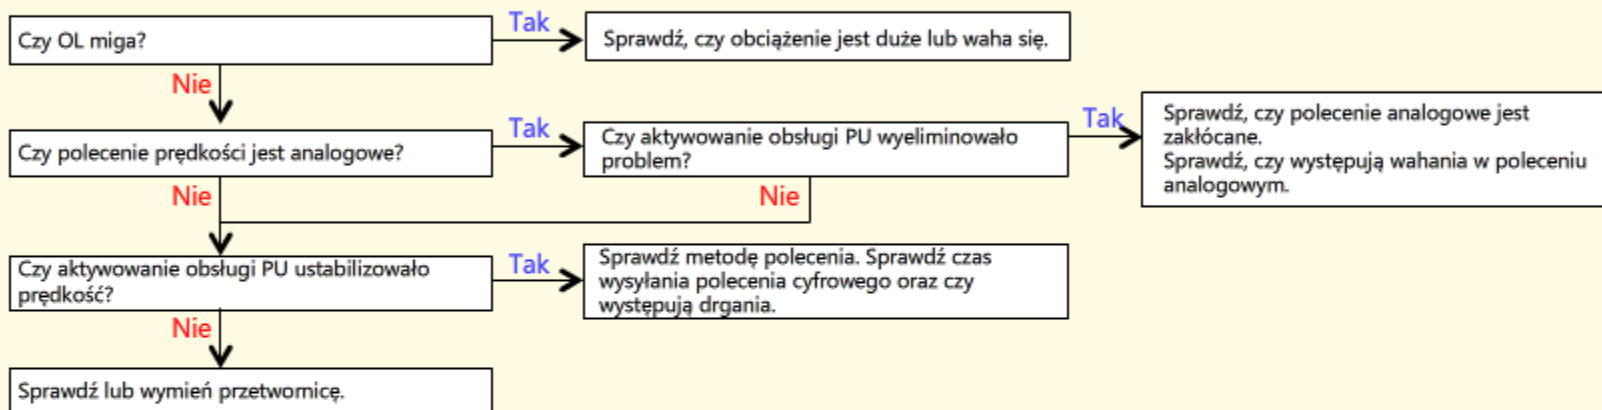 Czy OL miga?
Tak
Sprawdź, czy obciążenie jest duże lub waha się.
Nie
Czy polecenie prędkości jest analogowe?
Tak
Czy aktywowanie obsługi PU wyeliminowało
problem?
Tak
Sprawdź, czy polecenie analogowe jest
zakłócane.
Sprawdź, czy występują wahania w poleceniu
analogowym.
Nie
Nie
Czy aktywowanie obsługi PU ustabilizowało
prędkość?
Tak
Sprawdź metodę polecenia. Sprawdź czas
wysyłania polecenia cyfrowego oraz czy
występują drgania.
Nie
Sprawdź lub wymień przetwornicę.